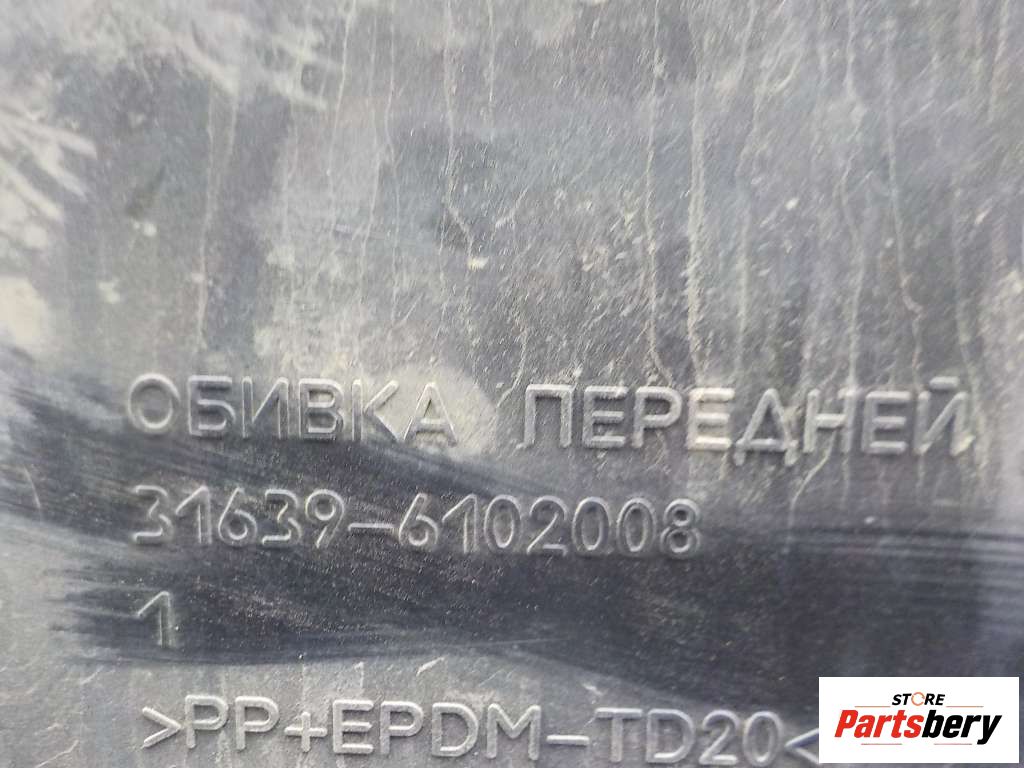 ОБИВКА ПЕРЕДНЕЙ
31639-6102008
1
>PP+EPDM-TD20<
STORE
Partsbery